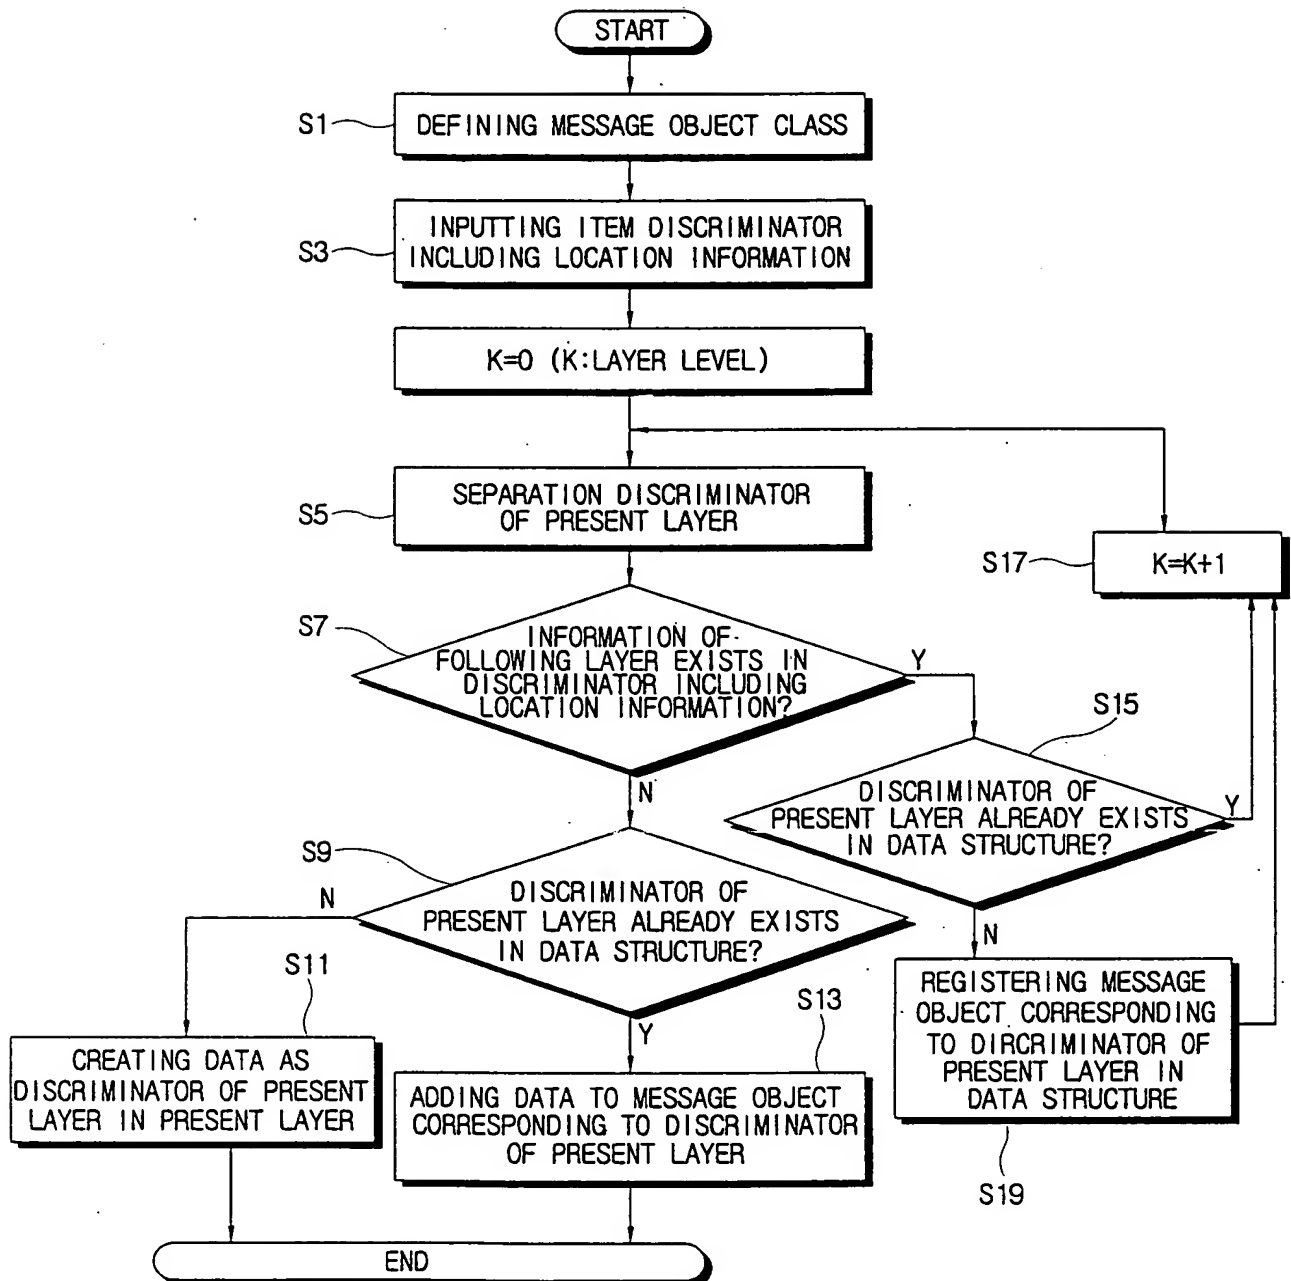 START
S1
DEFINING MESSAGE OBJECT CLASS
S3
INPUTTING ITEM DISCRIMINATOR
INCLUDING LOCATION INFORMATION
K=0 (K:LAYER LEVEL)
S5
SEPARATION DISCRIMINATOR
OF PRESENT LAYER
S17
K=K+1
S7
INFORMATION OF
FOLLOWING LAYER EXISTS IN
DISCRIMINATOR INCLUDING
LOCATION INFORMATION?
Y
N
S15
DISCRIMINATOR OF
PRESENT LAYER ALREADY EXISTS
IN DATA STRUCTURE?
Y
N
S9
DISCRIMINATOR OF
PRESENT LAYER ALREADY EXISTS
IN DATA STRUCTURE?
N
Y
S11
CREATING DATA AS
DISCRIMINATOR OF PRESENT
LAYER IN PRESENT LAYER
S13
ADDING DATA TO MESSAGE OBJECT
CORRESPONDING TO DISCRIMINATOR
OF PRESENT LAYER
REGISTERING MESSAGE
OBJECT CORRESPONDING
TO DIRCRIMINATOR OF
PRESENT LAYER IN
DATA STRUCTURE
S19
END